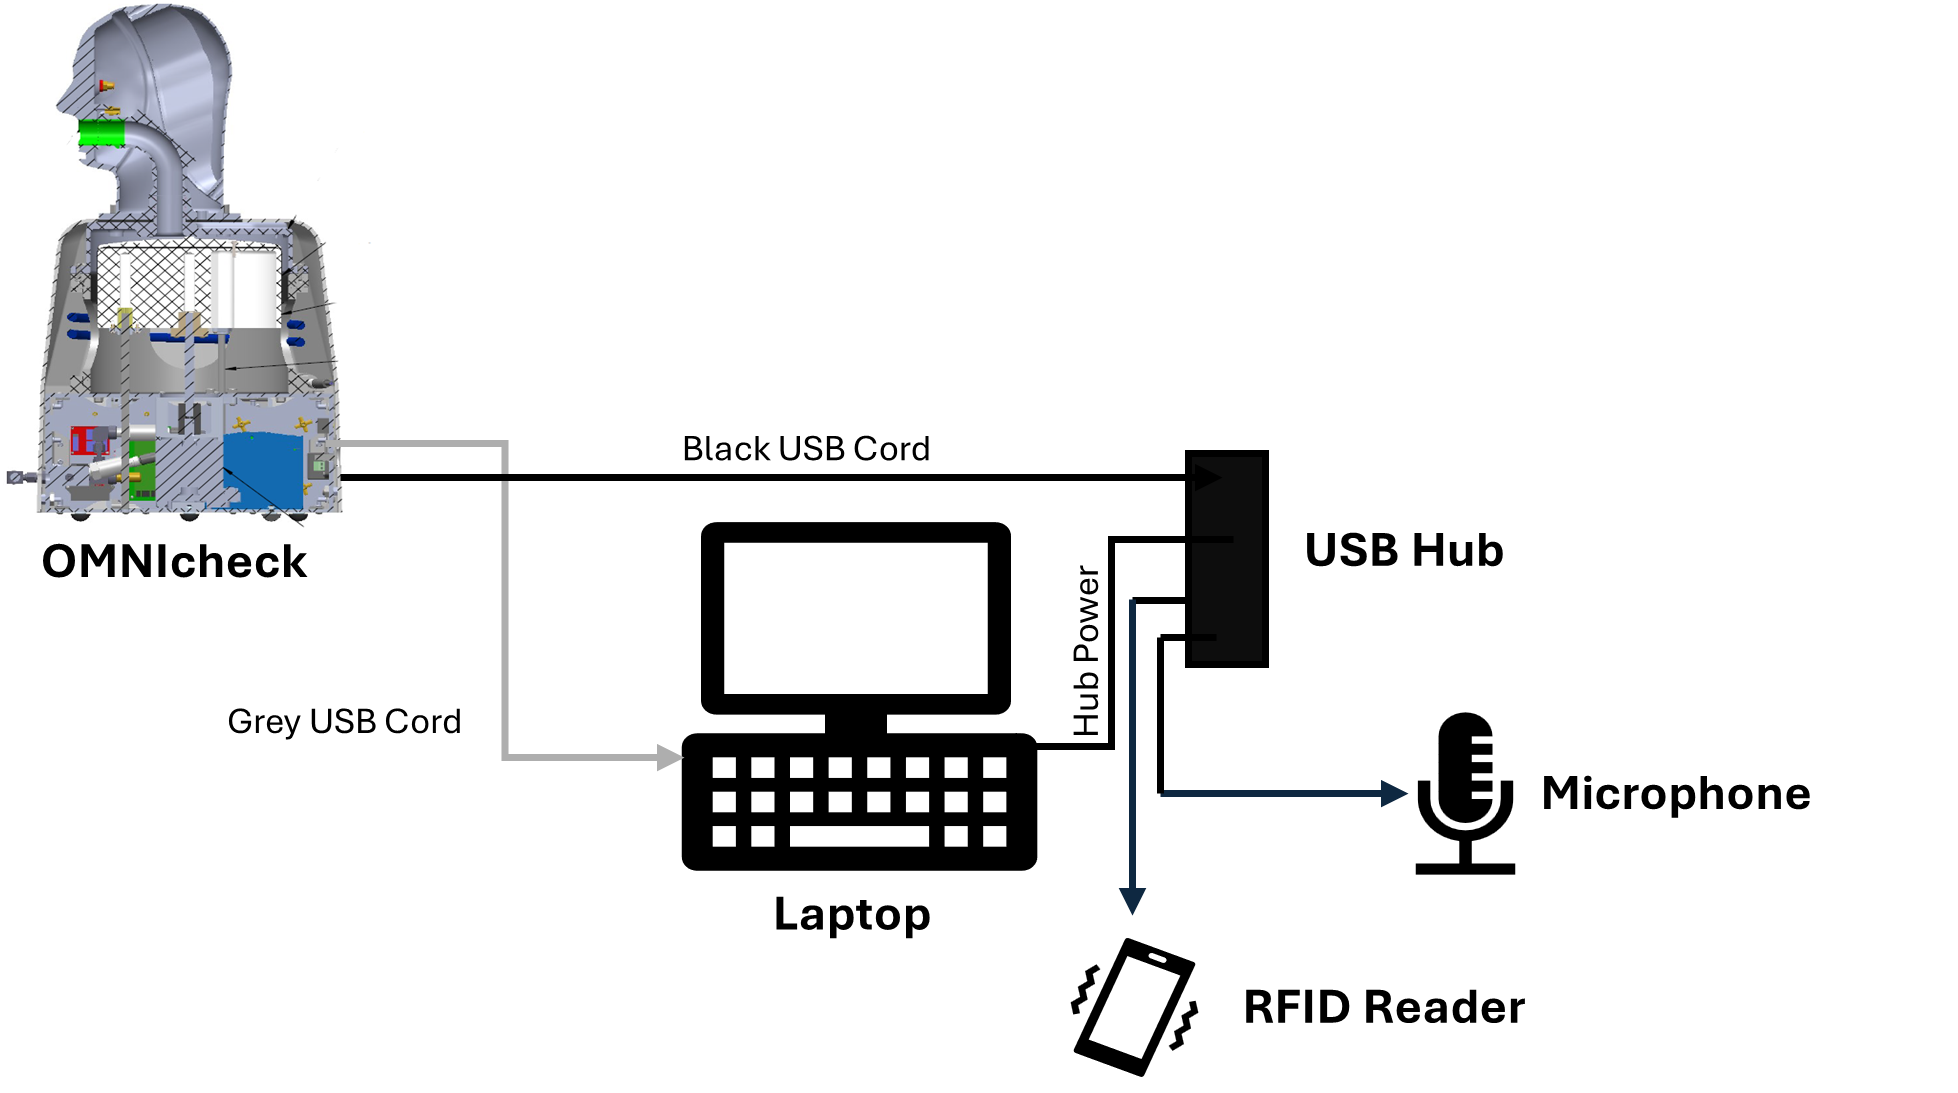 Black USB Cord
OMNIcheck
USB Hub
Hub Power
Grey USB Cord
Microphone
Laptop
RFID Reader